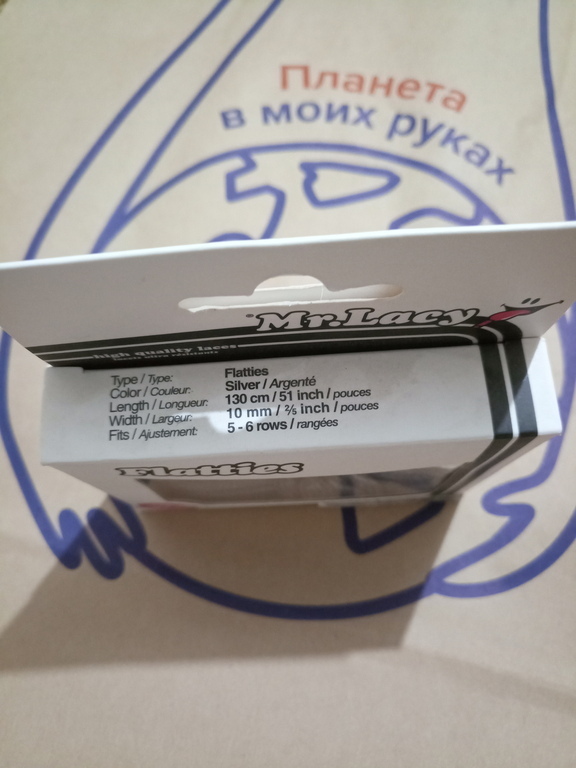 Планета
в моих руках
Mr.Lacy
high quality laces
Type / Type: Flatties
Color / Couleur: Silver / Argenté
Length / Longueur: 130 cm / 51 inch / pouces
Width / Largeur: 10 mm / ⅖ inch / pouces
Fits / Ajustement: 5 - 6 rows / rangées
Flatties